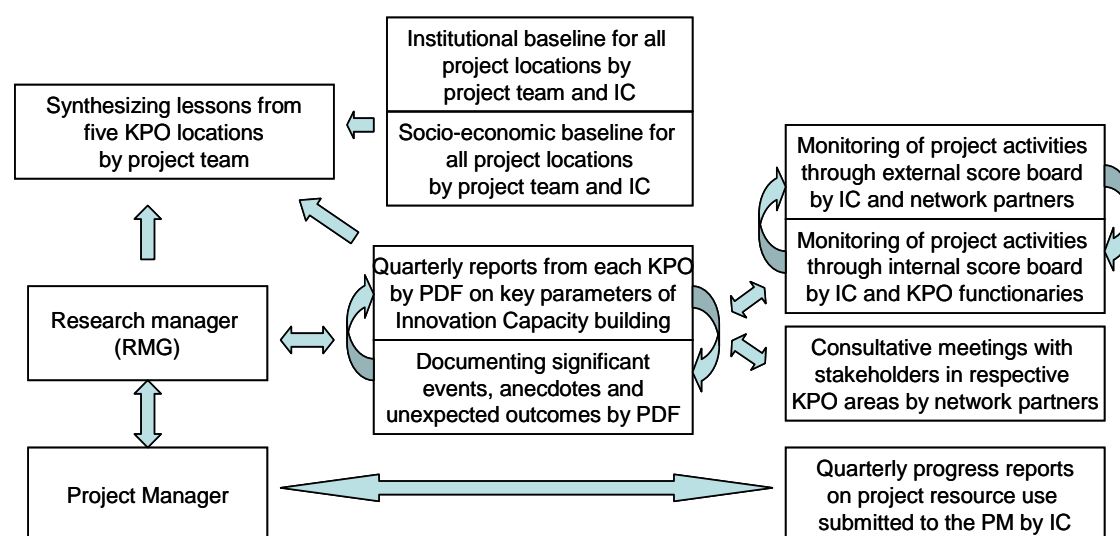 Institutional baseline for all
project locations by
project team and IC
Synthesizing lessons from
five KPO locations
by project team
Socio-economic baseline for
all project locations
by project team and IC
Monitoring of project activities
through external score board
by IC and network partners
Monitoring of project activities
through internal score board
by IC and KPO functionaries
Quarterly reports from each KPO
by PDF on key parameters of
Innovation Capacity building
Research manager
(RMG)
Documenting significant
events, anecdotes and
unexpected outcomes by PDF
Consultative meetings with
stakeholders in respective
KPO areas by network partners
Project Manager
Quarterly progress reports
on project resource use
submitted to the PM by IC